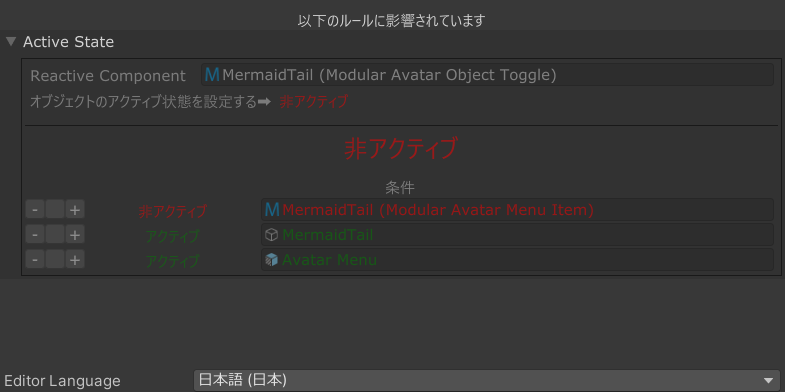 以下のルールに影響されています
Active State
Reactive Component MermaidTail (Modular Avatar Object Toggle)
オブジェクトのアクティブ状態を設定する➡ 非アクティブ
非アクティブ
条件
- + 非アクティブ MermaidTail (Modular Avatar Menu Item)
- + アクティブ MermaidTail
- + アクティブ Avatar Menu
Editor Language 日本語 (日本)